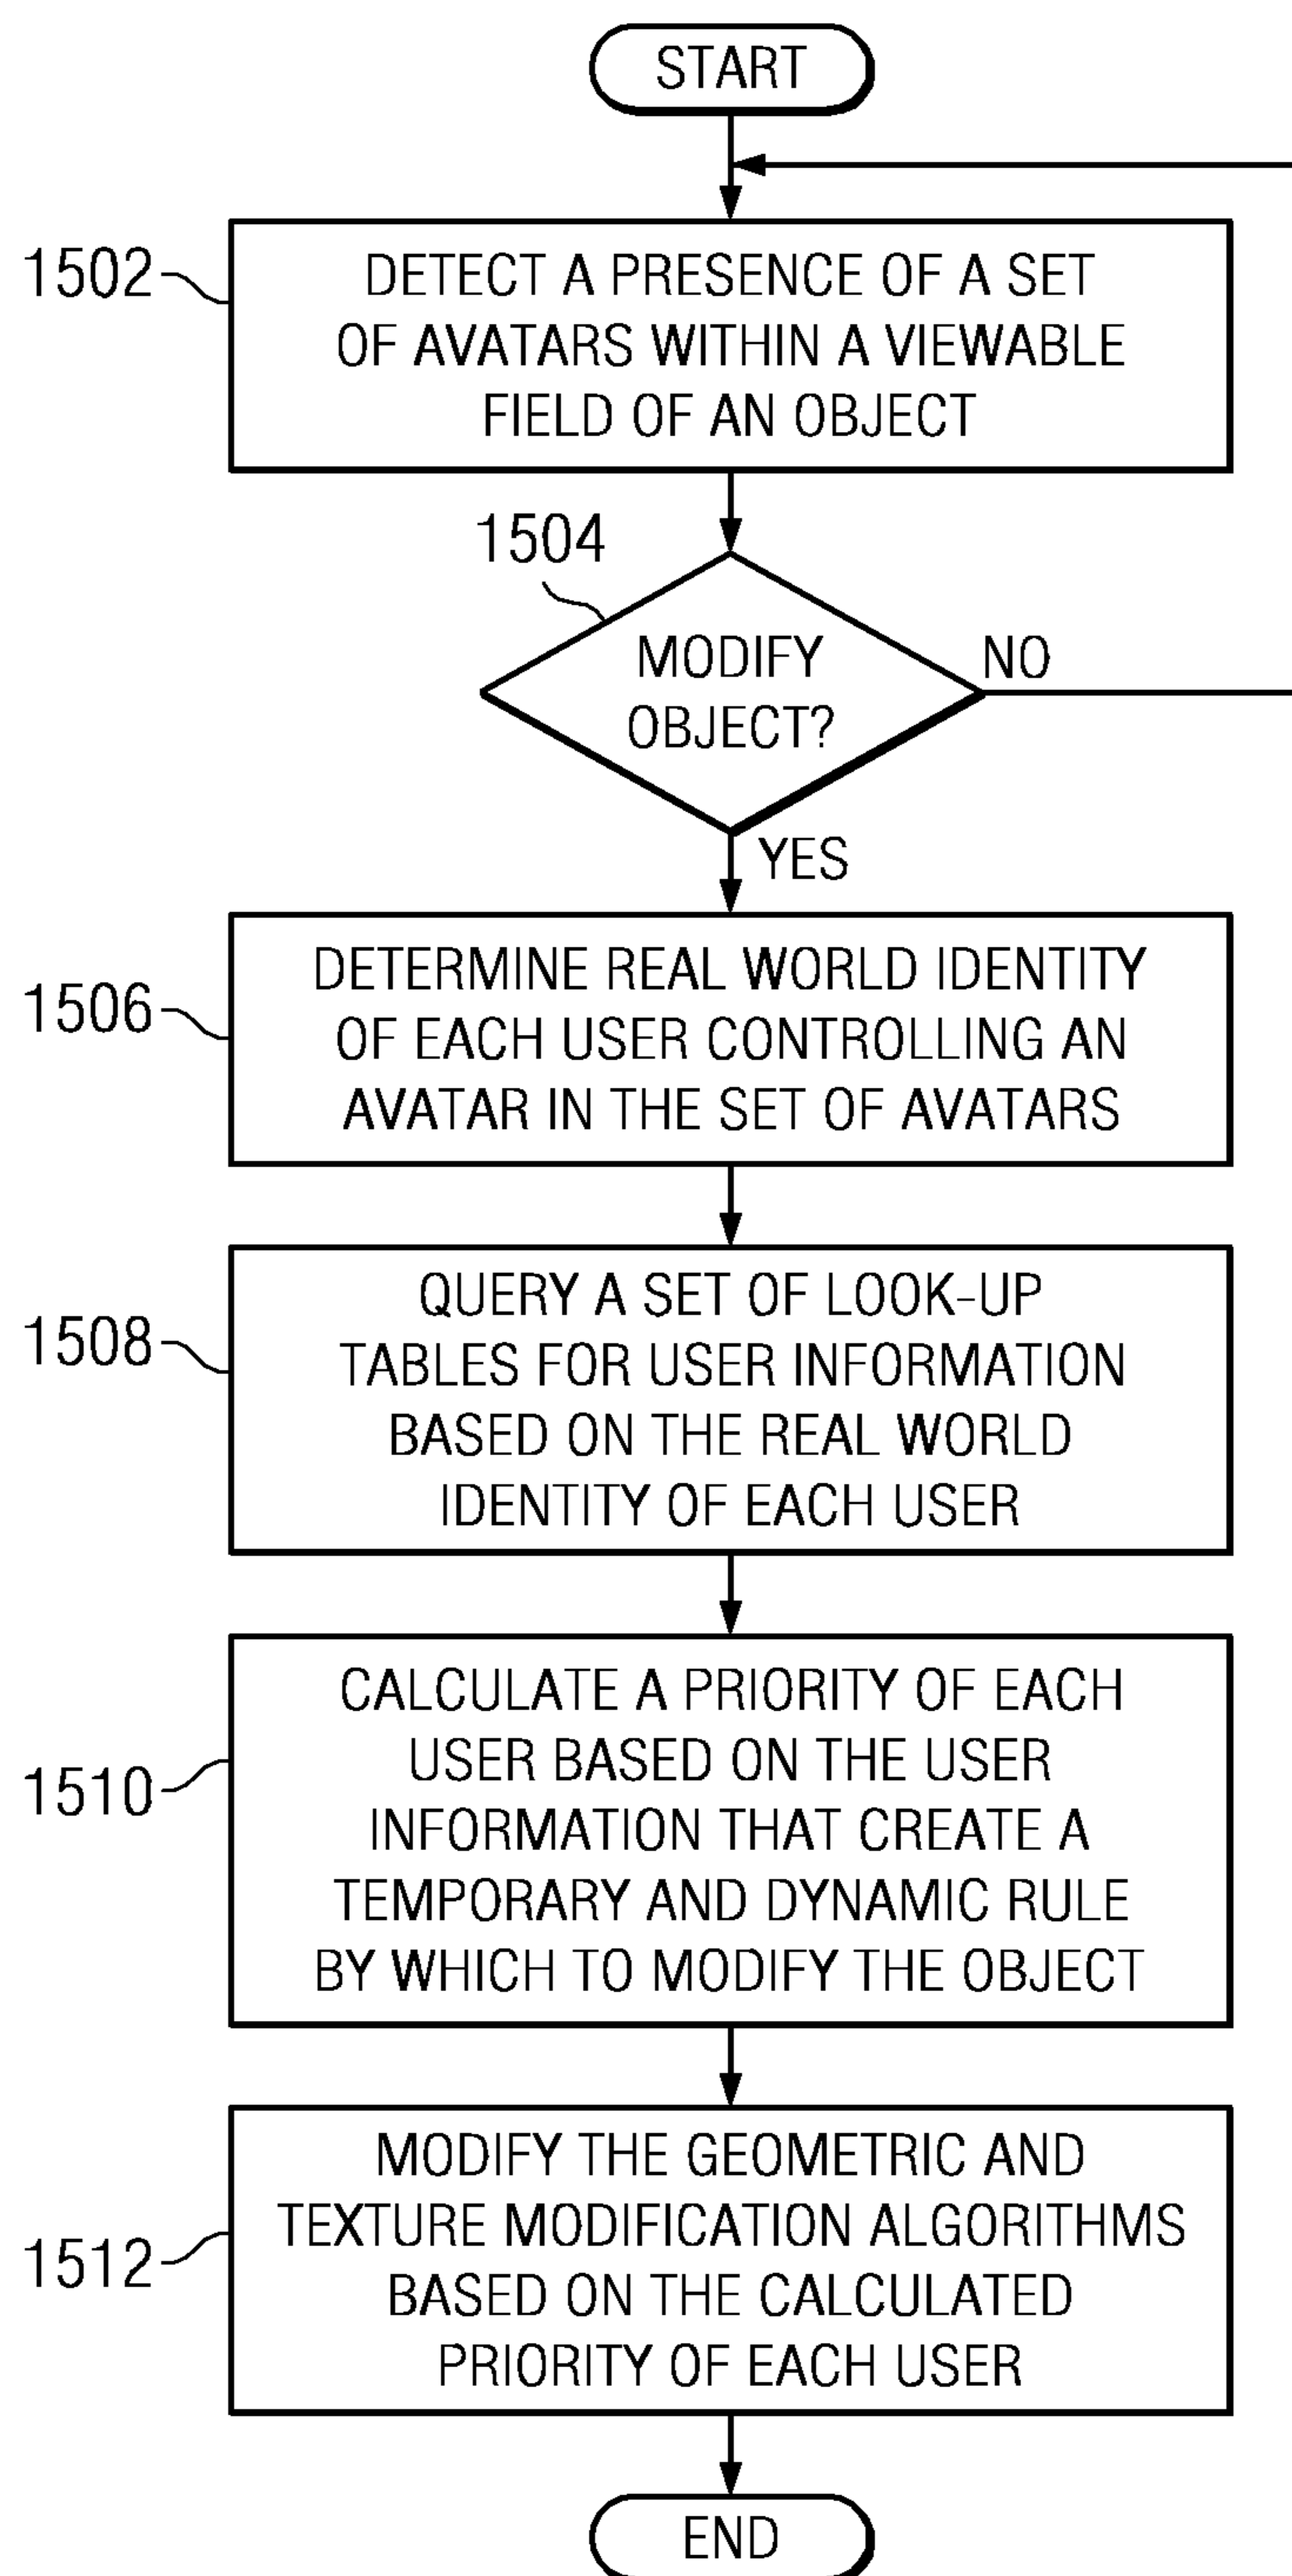 START
1502
DETECT A PRESENCE OF A SET
OF AVATARS WITHIN A VIEWABLE
FIELD OF AN OBJECT
1504
MODIFY
OBJECT?
NO
YES
1506
DETERMINE REAL WORLD IDENTITY
OF EACH USER CONTROLLING AN
AVATAR IN THE SET OF AVATARS
1508
QUERY A SET OF LOOK-UP
TABLES FOR USER INFORMATION
BASED ON THE REAL WORLD
IDENTITY OF EACH USER
1510
CALCULATE A PRIORITY OF EACH
USER BASED ON THE USER
INFORMATION THAT CREATE A
TEMPORARY AND DYNAMIC RULE
BY WHICH TO MODIFY THE OBJECT
1512
MODIFY THE GEOMETRIC AND
TEXTURE MODIFICATION ALGORITHMS
BASED ON THE CALCULATED
PRIORITY OF EACH USER
END